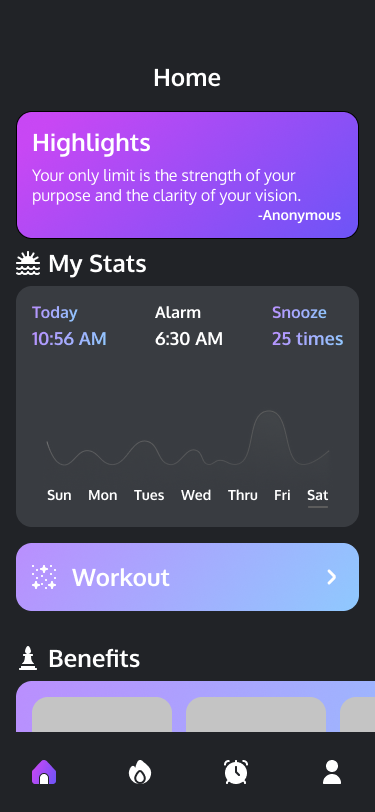 Home
Highlights
Your only limit is the strength of your
purpose and the clarity of your vision.
-Anonymous
My Stats
Today Alarm Snooze
10:56 AM 6:30 AM 25 times
Sun Mon Tues Wed Thru Fri Sat
Workout
Benefits